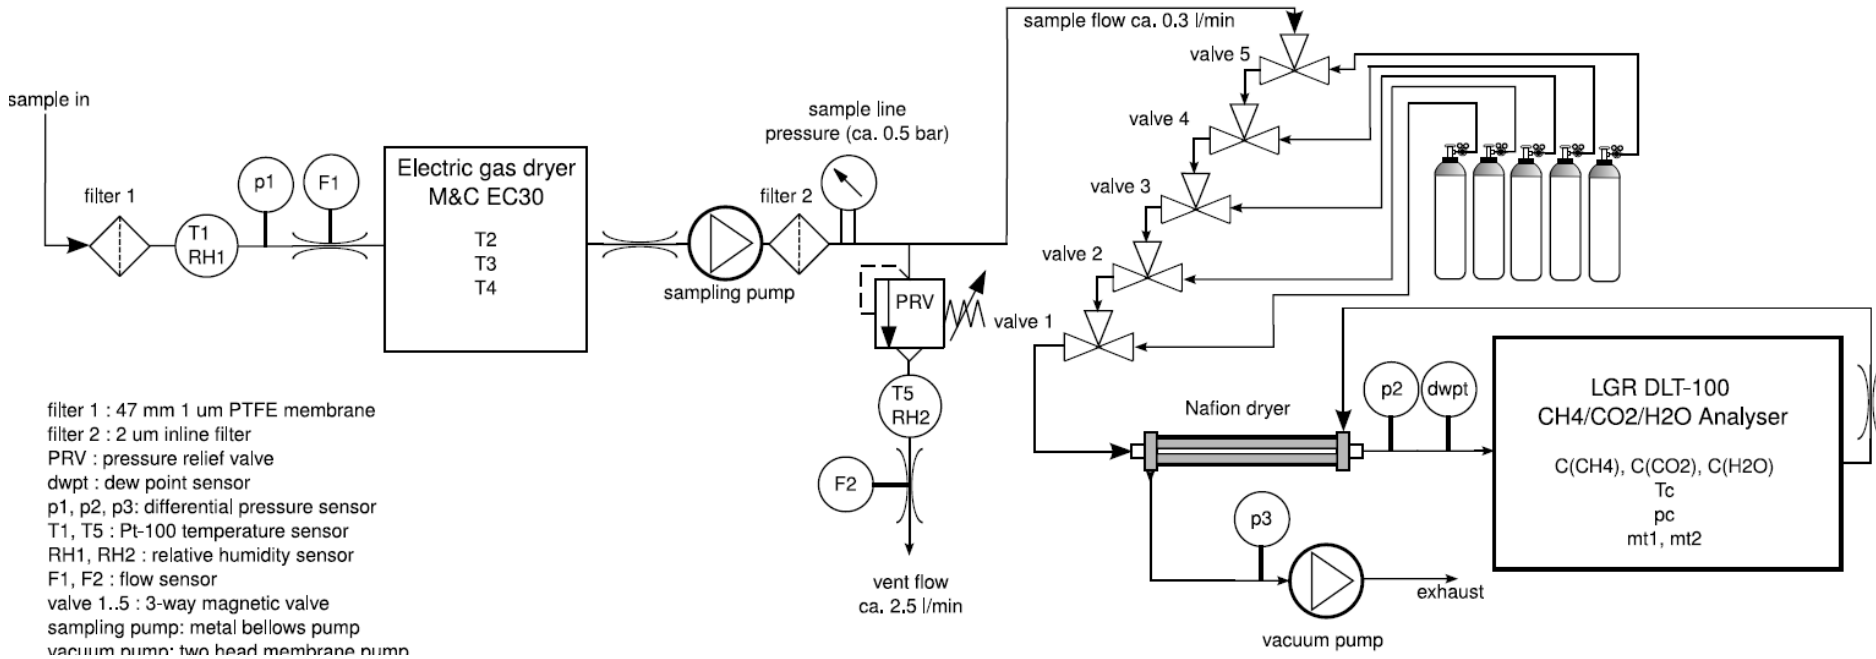 sample in
filter 1
T1
RH1
p1
F1
Electric gas dryer
M&C EC30
T2
T3
T4
sampling pump
filter 2
sample line
pressure (ca. 0.5 bar)
PRV
T5
RH2
F2
vent flow
ca. 2.5 l/min
sample flow ca. 0.3 l/min
valve 5
valve 4
valve 3
valve 2
valve 1
Nafion dryer
p2
dwpt
p3
vacuum pump
exhaust
LGR DLT-100
CH4/CO2/H2O Analyser
C(CH4), C(CO2), C(H2O)
Tc
pc
mt1, mt2
filter 1 : 47 mm 1 um PTFE membrane
filter 2 : 2 um inline filter
PRV : pressure relief valve
dwpt : dew point sensor
p1, p2, p3: differential pressure sensor
T1, T5 : Pt-100 temperature sensor
RH1, RH2 : relative humidity sensor
F1, F2 : flow sensor
valve 1..5 : 3-way magnetic valve
sampling pump: metal bellows pump
vacuum pump: two head membrane pump